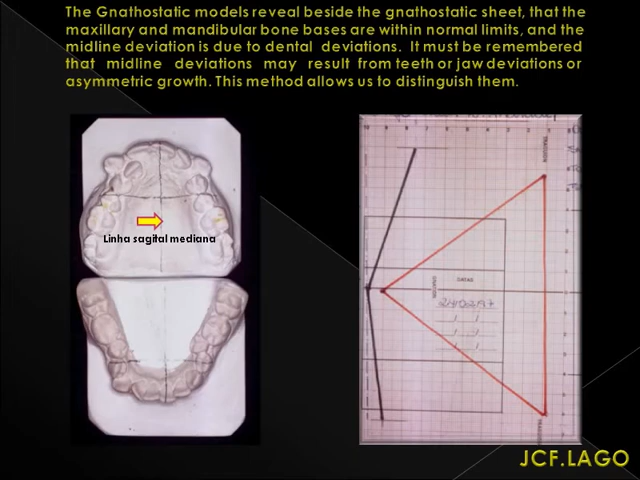 The Gnathostatic models reveal beside the gnathostatic sheet, that the
maxillary and mandibular bone bases are within normal limits, and the
midline deviation is due to dental deviations. It must be remembered
that midline deviations may result from teeth or jaw deviations or
asymmetric growth. This method allows us to distinguish them.
Linha sagital mediana
DATAS
JCF.LAGO